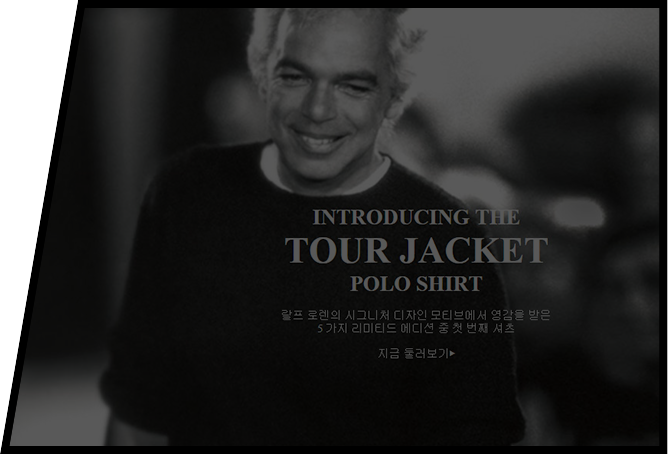 INTRODUCING THE
TOUR JACKET
POLO SHIRT
랄프 로렌의 시그니처 디자인 모티브에서 영감을 받은
5가지 리미티드 에디션 중 첫 번째 셔츠
지금 둘러보기▸